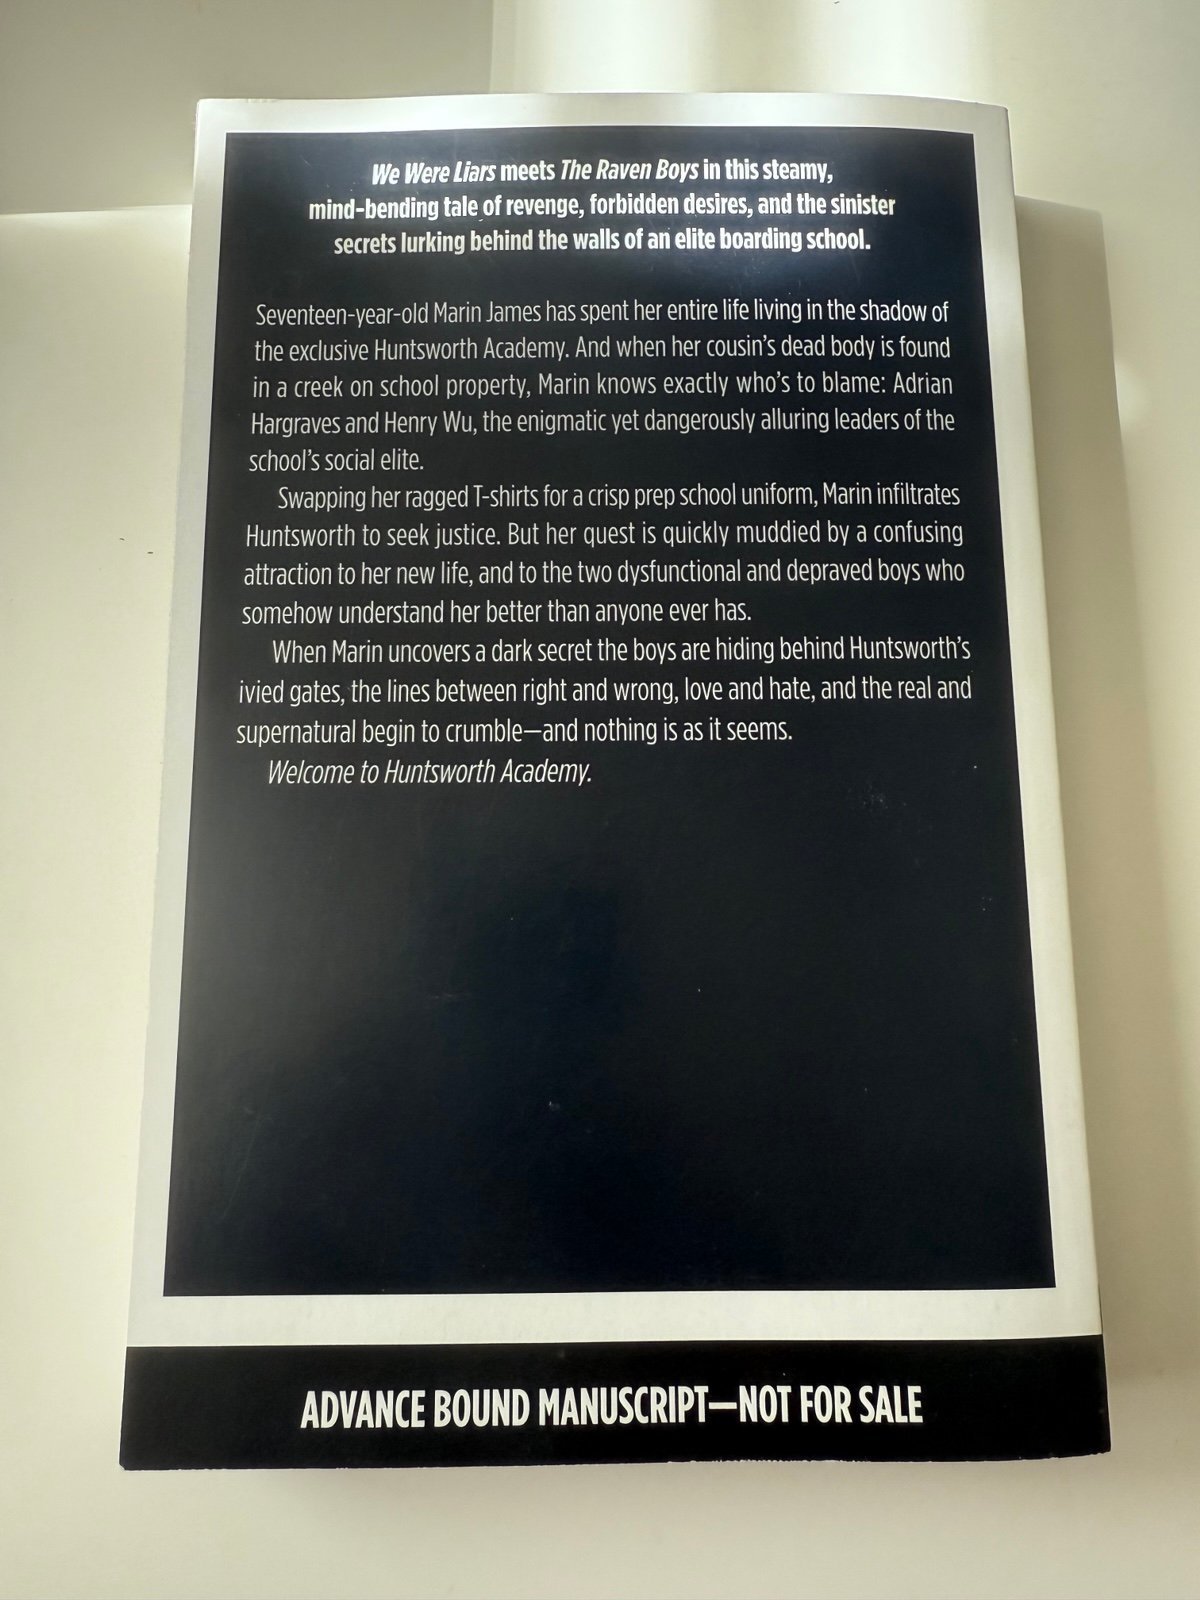 We Were Liars meets The Raven Boys in this steamy,
mind-bending tale of revenge, forbidden desires, and the sinister
secrets lurking behind the walls of an elite boarding school.
Seventeen-year-old Marin James has spent her entire life living in the shadow of
the exclusive Huntsworth Academy. And when her cousin's dead body is found
in a creek on school property, Marin knows exactly who's to blame: Adrian
Hargraves and Henry Wu, the enigmatic yet dangerously alluring leaders of the
school's social elite.
Swapping her ragged T-shirts for a crisp prep school uniform, Marin infiltrates
Huntsworth to seek justice. But her quest is quickly muddied by a confusing
attraction to her new life, and to the two dysfunctional and depraved boys who
somehow understand her better than anyone ever has.
When Marin uncovers a dark secret the boys are hiding behind Huntsworth's
ivied gates, the lines between right and wrong, love and hate, and the real and
supernatural begin to crumble—and nothing is as it seems.
Welcome to Huntsworth Academy.
ADVANCE BOUND MANUSCRIPT—NOT FOR SALE